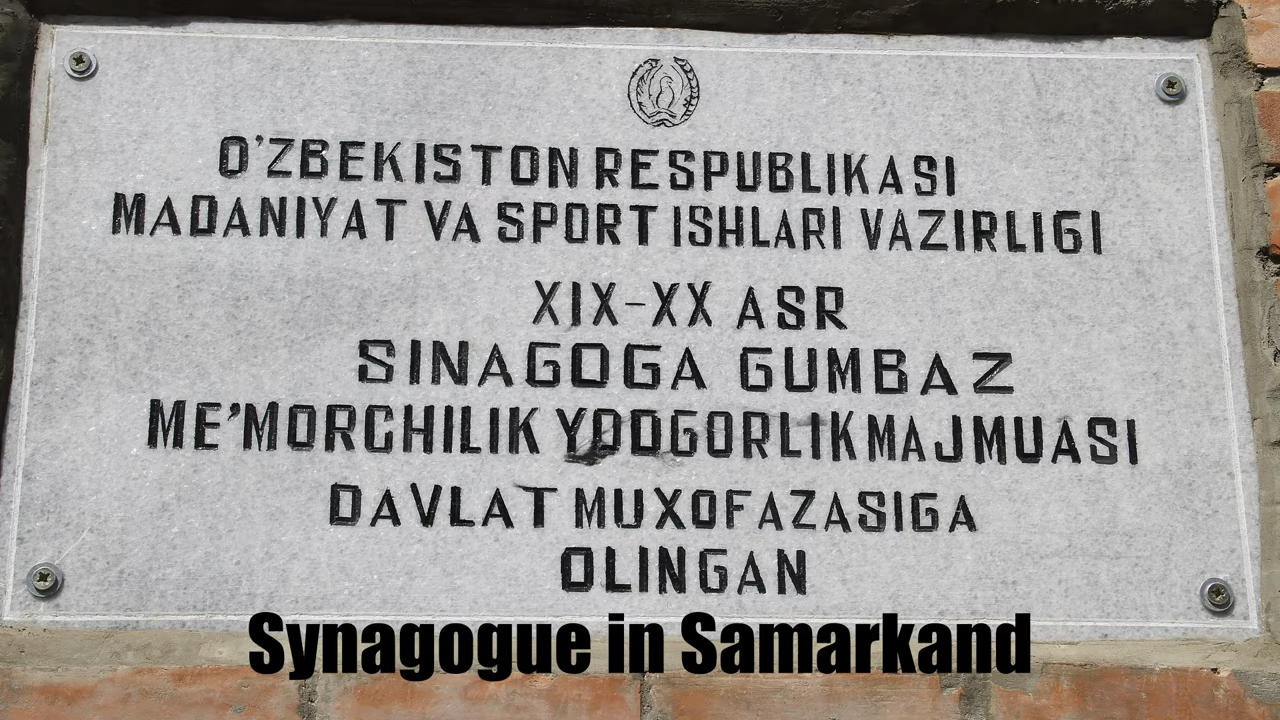 O'ZBEKISTON RESPUBLIKASI
MADANIYAT VA SPORT ISHLARI VAZIRLIGI
XIX-XX ASR
SINAGOGA GUMBAZ
ME'MORCHILIK YODGORLIK MAJMUASI
DAVLAT MUXOFAZASIGA
OLINGAN
Synagogue in Samarkand